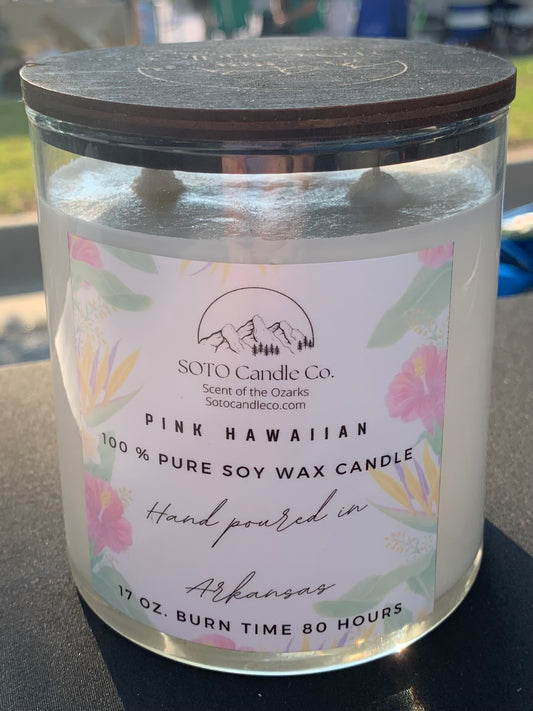 SOTO Candle Co.
Scent of the Ozarks
Sotocandleco.com
PINK HAWAIIAN
100 % PURE SOY WAX CANDLE
Hand poured in
Arkansas
17 OZ. BURN TIME 80 HOURS